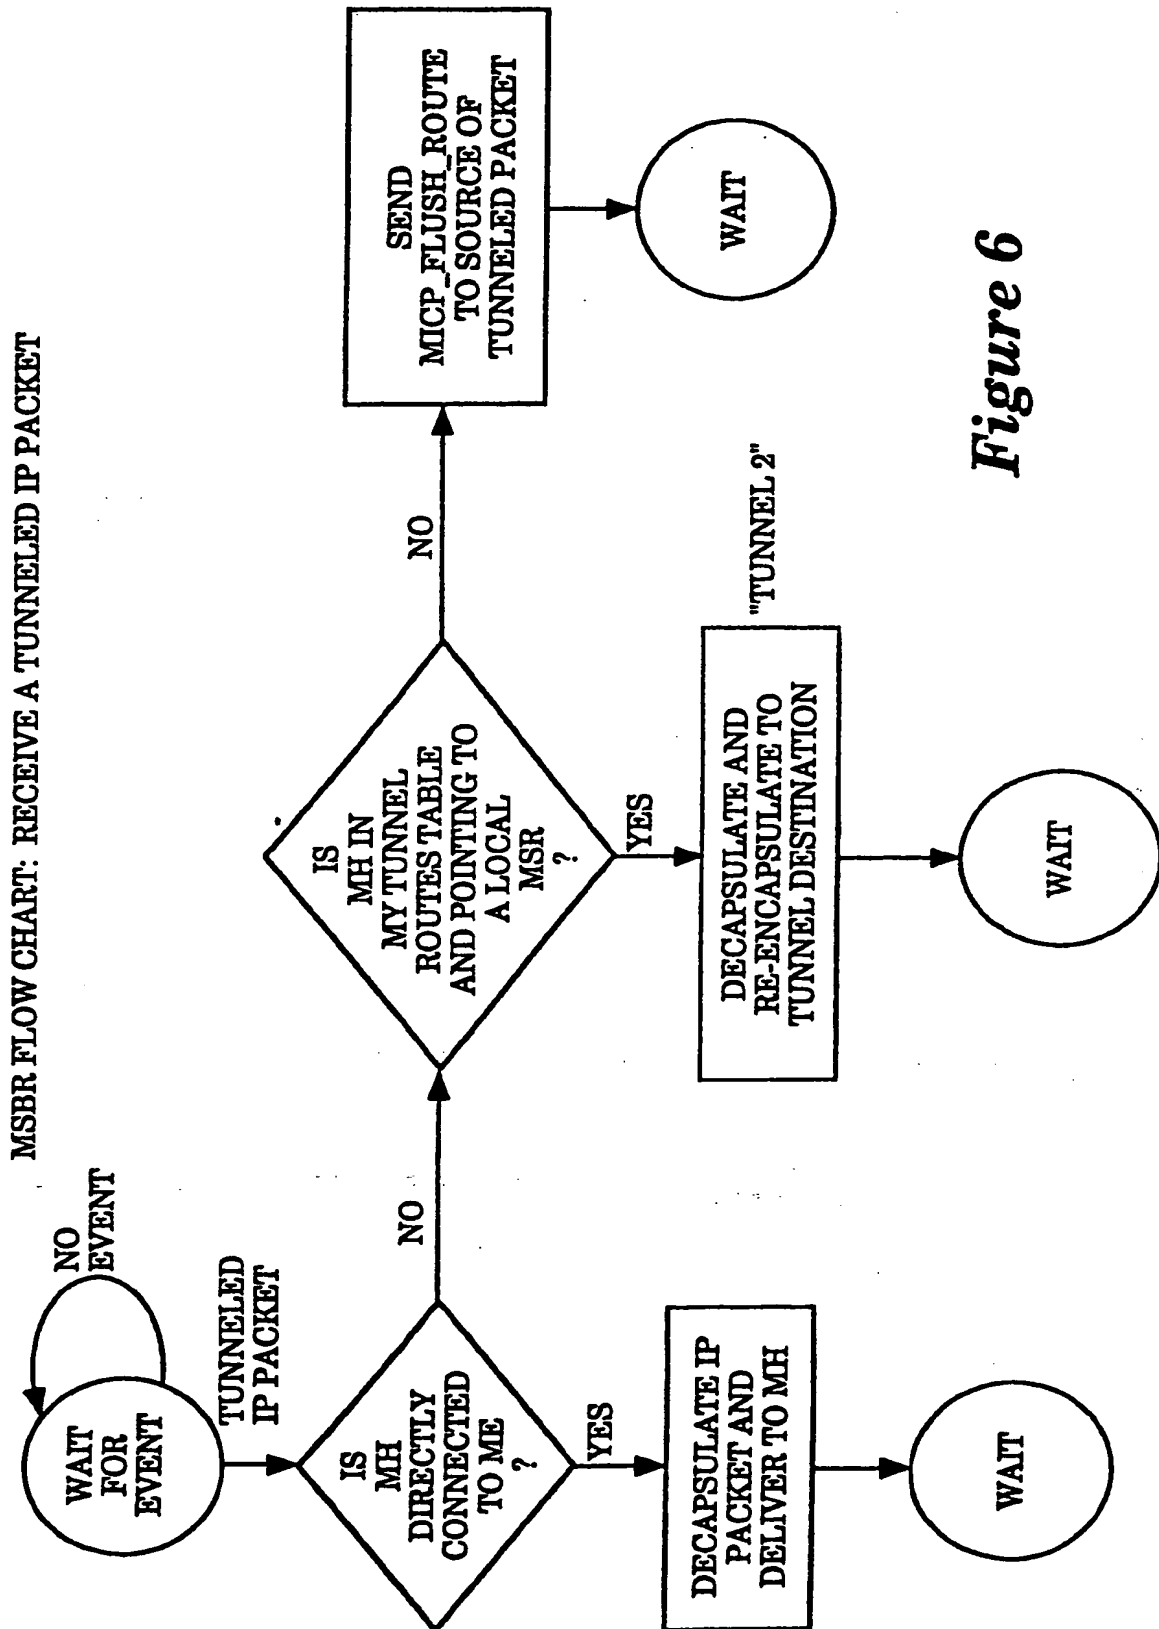 MSBR FLOW CHART: RECEIVE A TUNNELED IP PACKET
WAIT
FOR
EVENT
NO
EVENT
TUNNELED
IP PACKET
IS
MH
DIRECTLY
CONNECTED
TO ME
?
YES
DECAPSULATE IP
PACKET AND
DELIVER TO MH
WAIT
NO
IS
MH IN
MY TUNNEL
ROUTES TABLE
AND POINTING TO
A LOCAL
MSR
?
YES
DECAPSULATE AND
RE-ENCAPSULATE TO
TUNNEL DESTINATION
"TUNNEL 2"
WAIT
NO
SEND
MICP_FLUSH_ROUTE
TO SOURCE OF
TUNNELED PACKET
WAIT
Figure 6